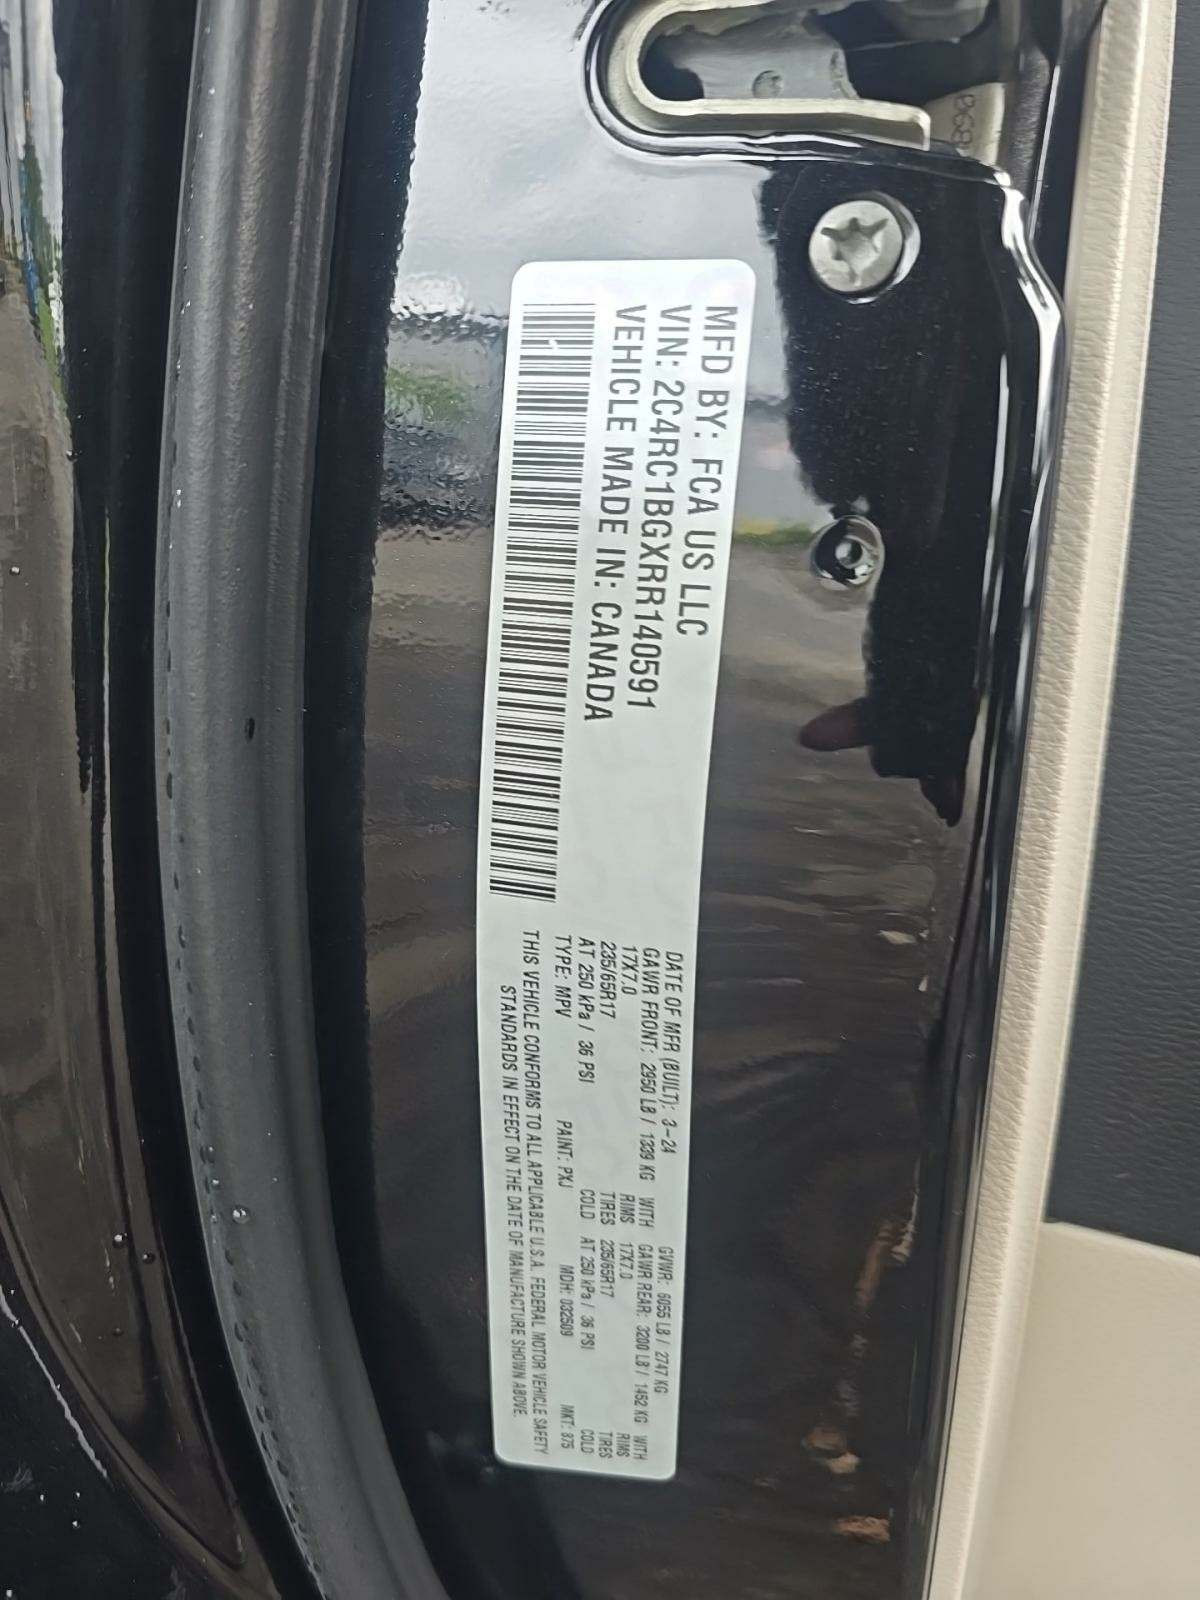 MFD BY: FCA US LLC
VIN: 2C4RC1BGXRR140591
VEHICLE MADE IN: CANADA
DATE OF MFR (BUILT): 3-24 GVWR: 6055 LB / 2747 KG
GAWR FRONT: 2950 LB / 1339 KG WITH GAWR REAR: 3200 LB / 1452 KG WITH
17X7.0 RIMS 17X7.0 RIMS
235/65R17 TIRES 235/65R17 TIRES
AT 250 kPa / 36 PSI COLD AT 250 kPa / 36 PSI COLD
TYPE: MPV PAINT: PXJ MDH: 032509 MKT: 875
THIS VEHICLE CONFORMS TO ALL APPLICABLE U.S.A. FEDERAL MOTOR VEHICLE SAFETY
STANDARDS IN EFFECT ON THE DATE OF MANUFACTURE SHOWN ABOVE.